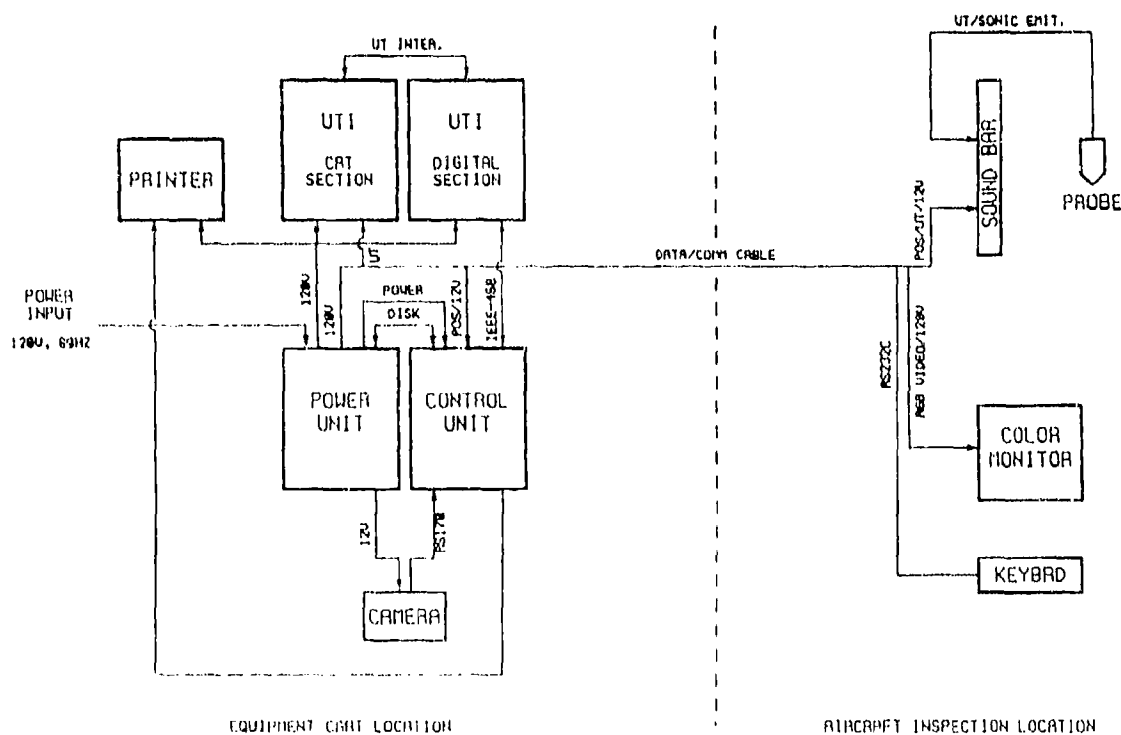 UT INTER.
UT/SONIC EMIT.
UTI
CRT
SECTION
UTI
DIGITAL
SECTION
PRINTER
SOUND BAR
PROBE
POS/UT/12V
5
DATA/COMM CABLE
POWER
INPUT
120V, 60HZ
120V
120V
POWER
DISK
POS/12V
IEEE-458
POWER
UNIT
CONTROL
UNIT
RS232C
RGB VIDEO/120V
COLOR
MONITOR
12V
RS170
KEYBRD
CAMERA
EQUIPMENT CART LOCATION
AIRCRAFT INSPECTION LOCATION